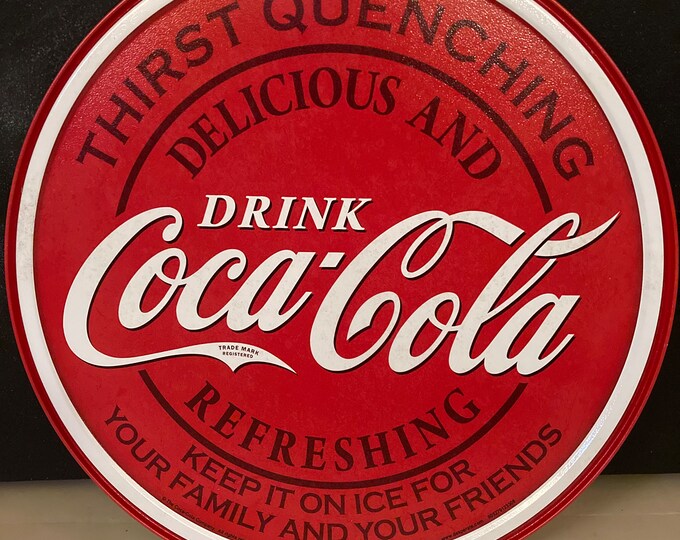 THIRST QUENCHING
DELICIOUS AND
DRINK
Coca-Cola
TRADE MARK
REGISTERED
REFRESHING
KEEP IT ON ICE FOR
YOUR FAMILY AND YOUR FRIENDS